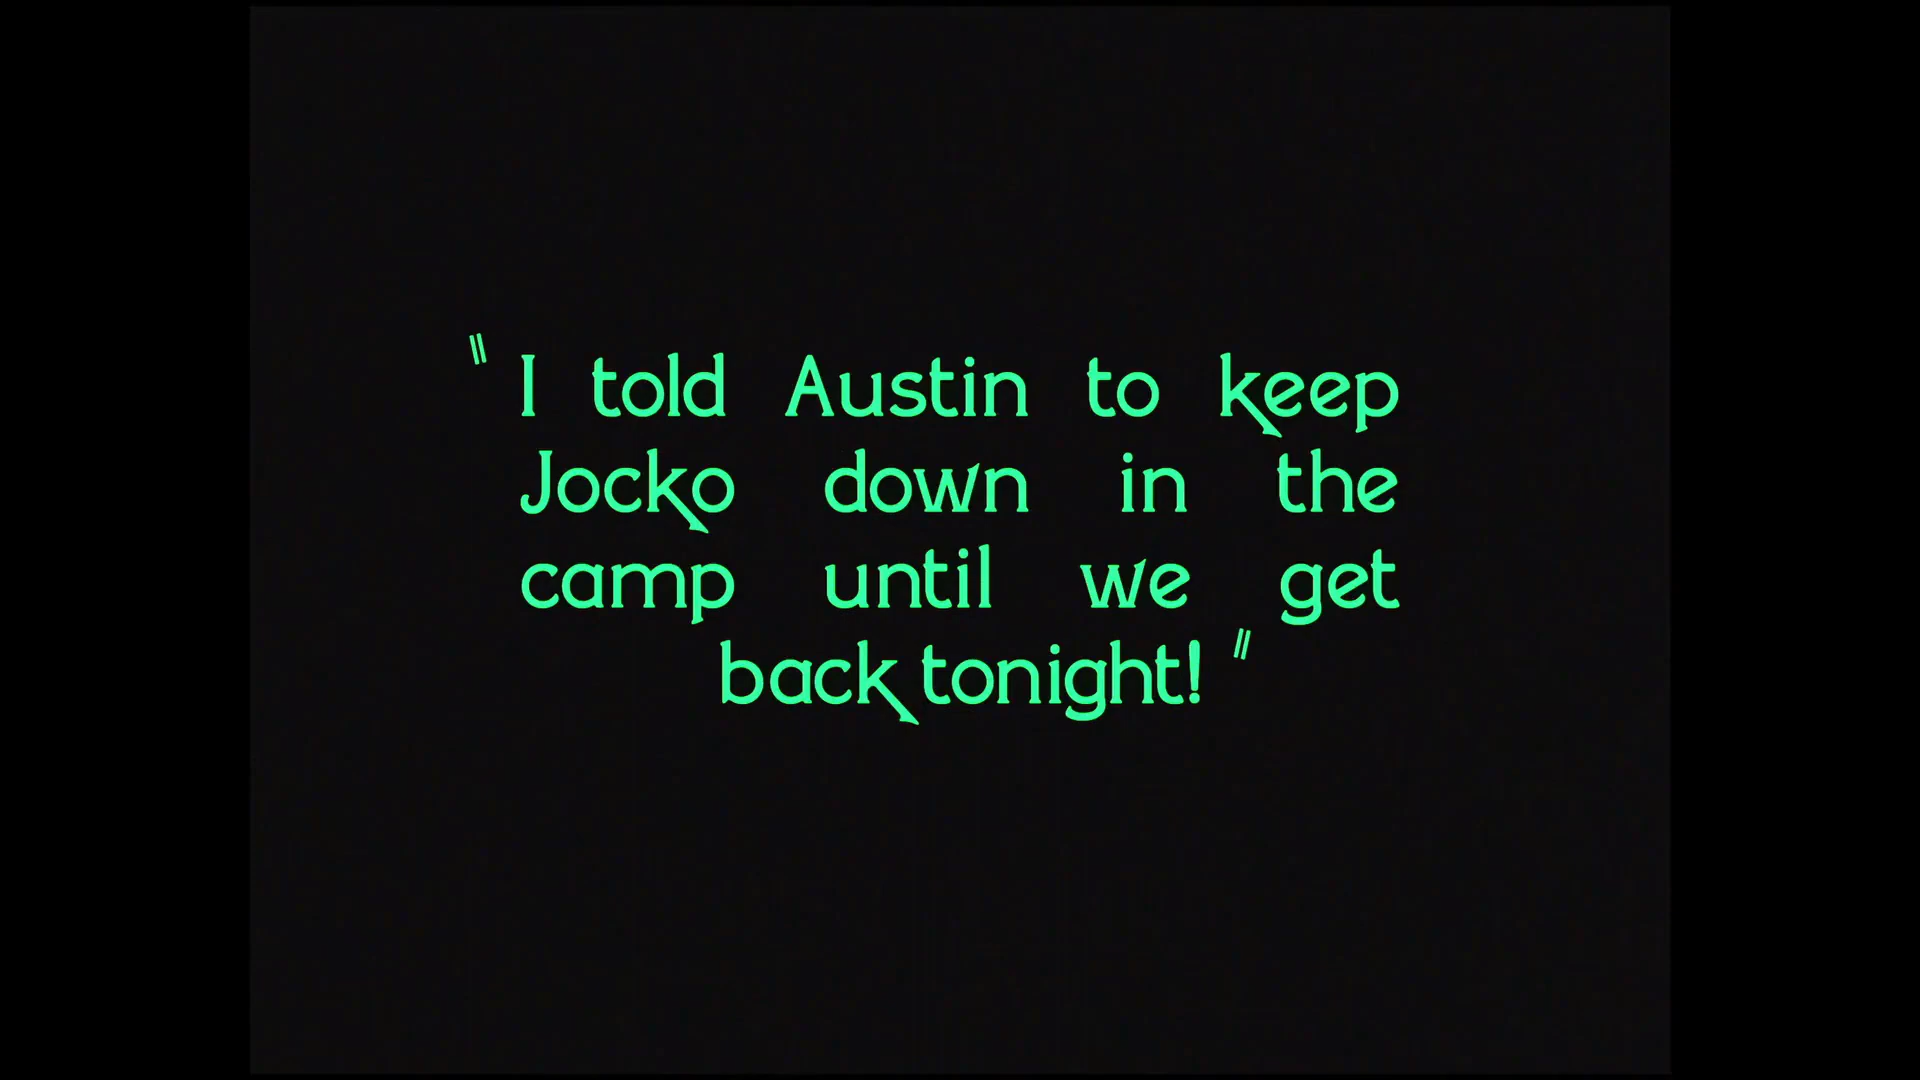 "I told Austin to keep
Jocko down in the
camp until we get
back tonight!"